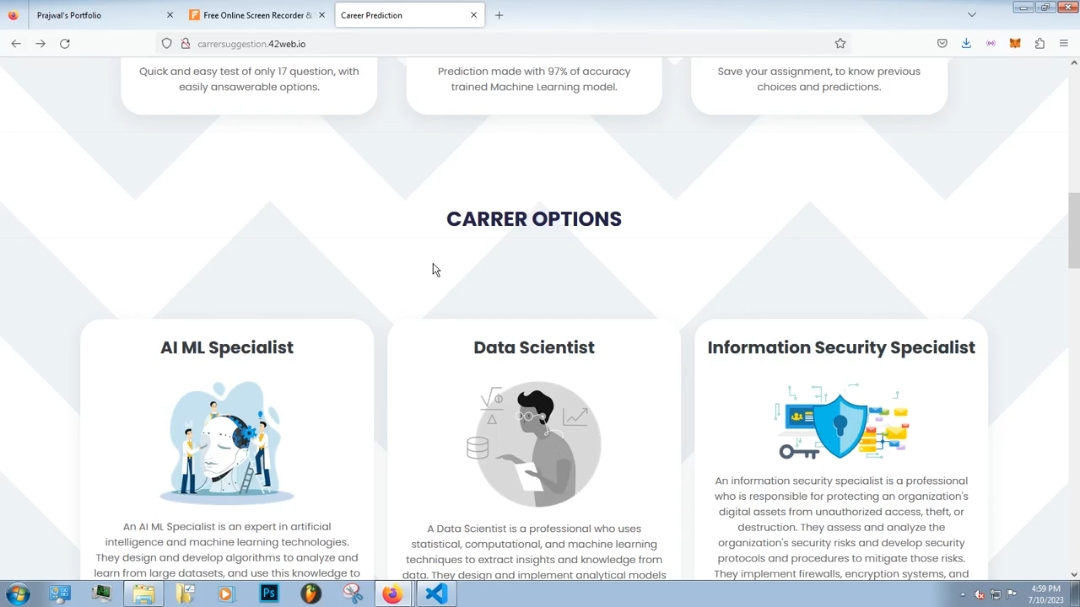 Prajwal's Portfolio
Free Online Screen Recorder &
Career Prediction
carrersuggestion.42web.io
Quick and easy test of only 17 question, with
easily ansawerable options.
Prediction made with 97% of accuracy
trained Machine Learning model.
Save your assignment, to know previous
choices and predictions.
CARRER OPTIONS
AI ML Specialist
An AI ML Specialist is an expert in artificial
intelligence and machine learning technologies.
They design and develop algorithms to analyze and
learn from large datasets, and use this knowledge to
Data Scientist
A Data Scientist is a professional who uses
statistical, computational, and machine learning
techniques to extract insights and knowledge from
data. They design and implement analytical models
Information Security Specialist
An information security specialist is a professional
who is responsible for protecting an organization's
digital assets from unauthorized access, theft, or
destruction. They assess and analyze the
organization's security risks and develop security
protocols and procedures to mitigate those risks.
They implement firewalls, encryption systems, and
Ps
4:59 PM
7/10/2023